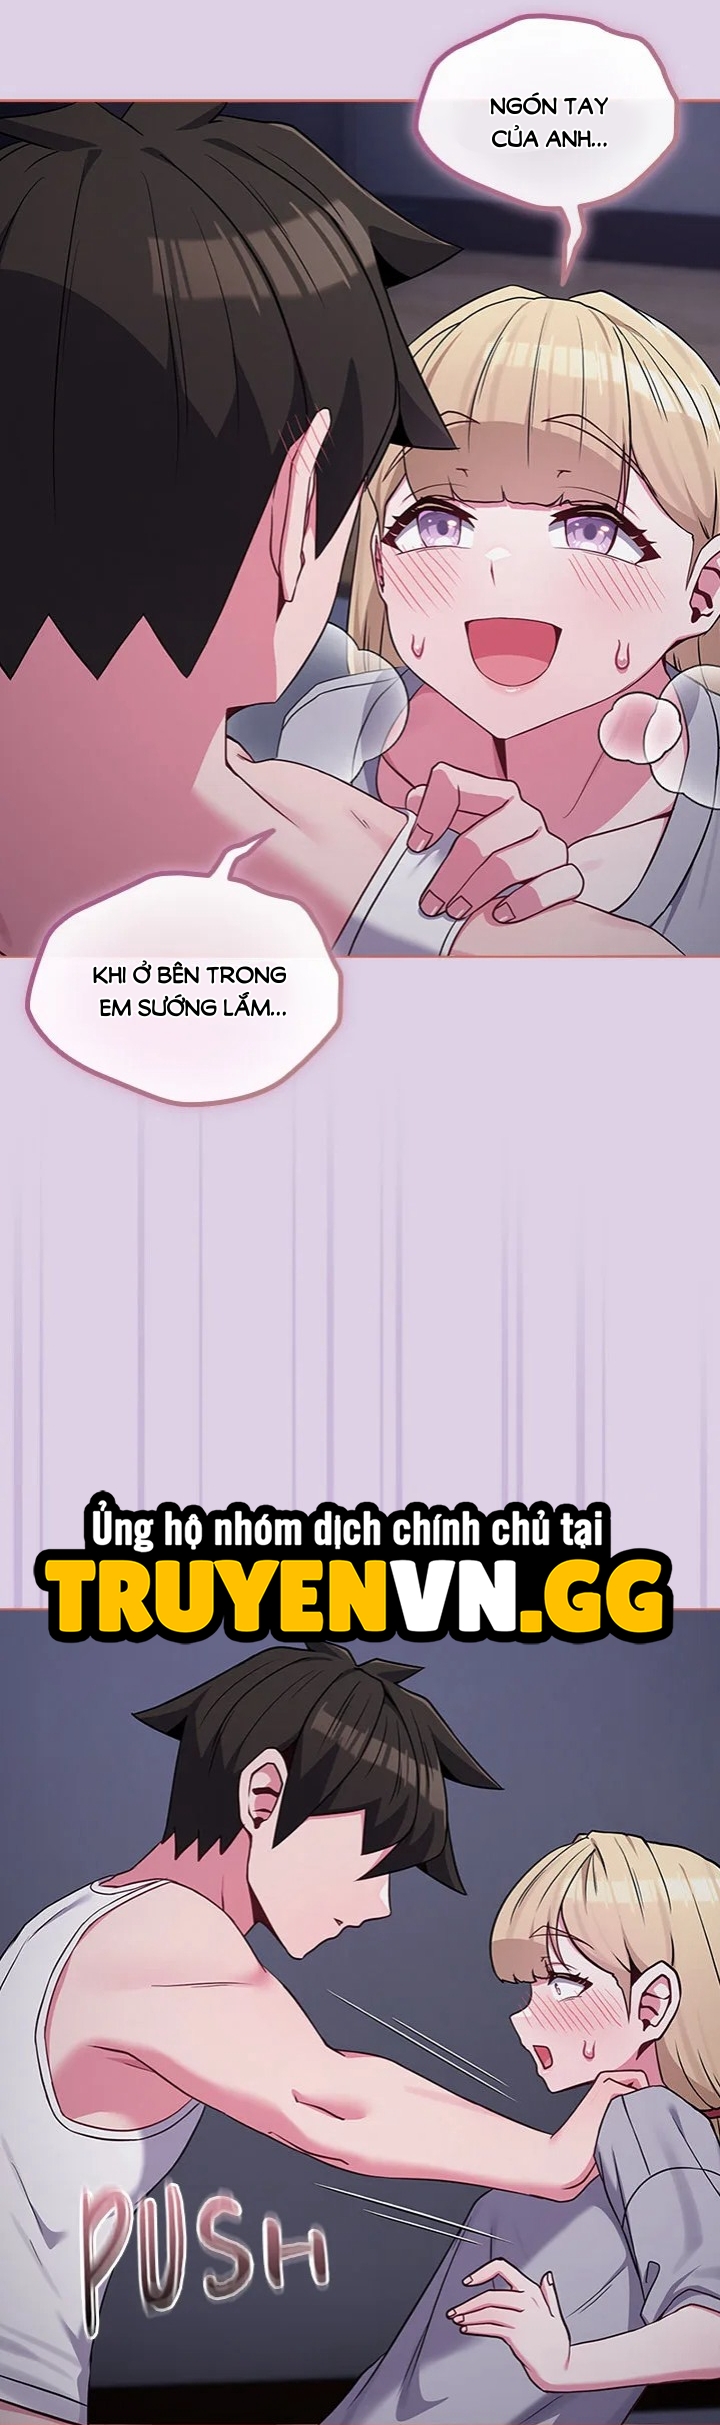 NGÓN TAY
CỦA ANH...
KHI Ở BÊN TRONG
EM SƯỚNG LẮM...
Ủng hộ nhóm dịch chính chủ tại
TRUYENVN.GG
PUSH